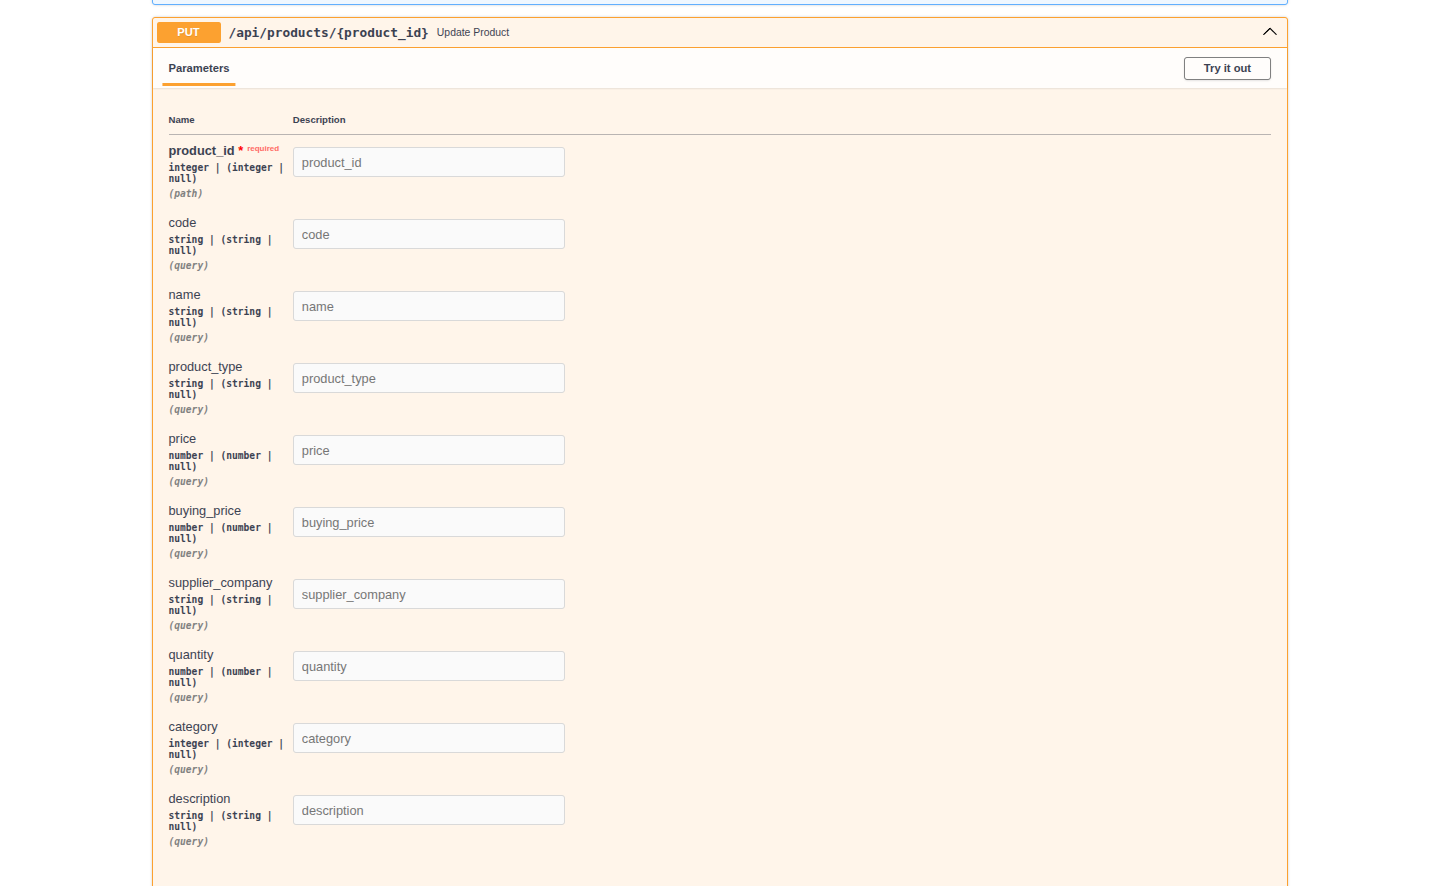 PUT /api/products/{product_id} Update Product
Parameters Try it out
Name Description
product_id * required
integer | (integer |
null)
(path)
product_id
code
string | (string |
null)
(query)
code
name
string | (string |
null)
(query)
name
product_type
string | (string |
null)
(query)
product_type
price
number | (number |
null)
(query)
price
buying_price
number | (number |
null)
(query)
buying_price
supplier_company
string | (string |
null)
(query)
supplier_company
quantity
number | (number |
null)
(query)
quantity
category
integer | (integer |
null)
(query)
category
description
string | (string |
null)
(query)
description